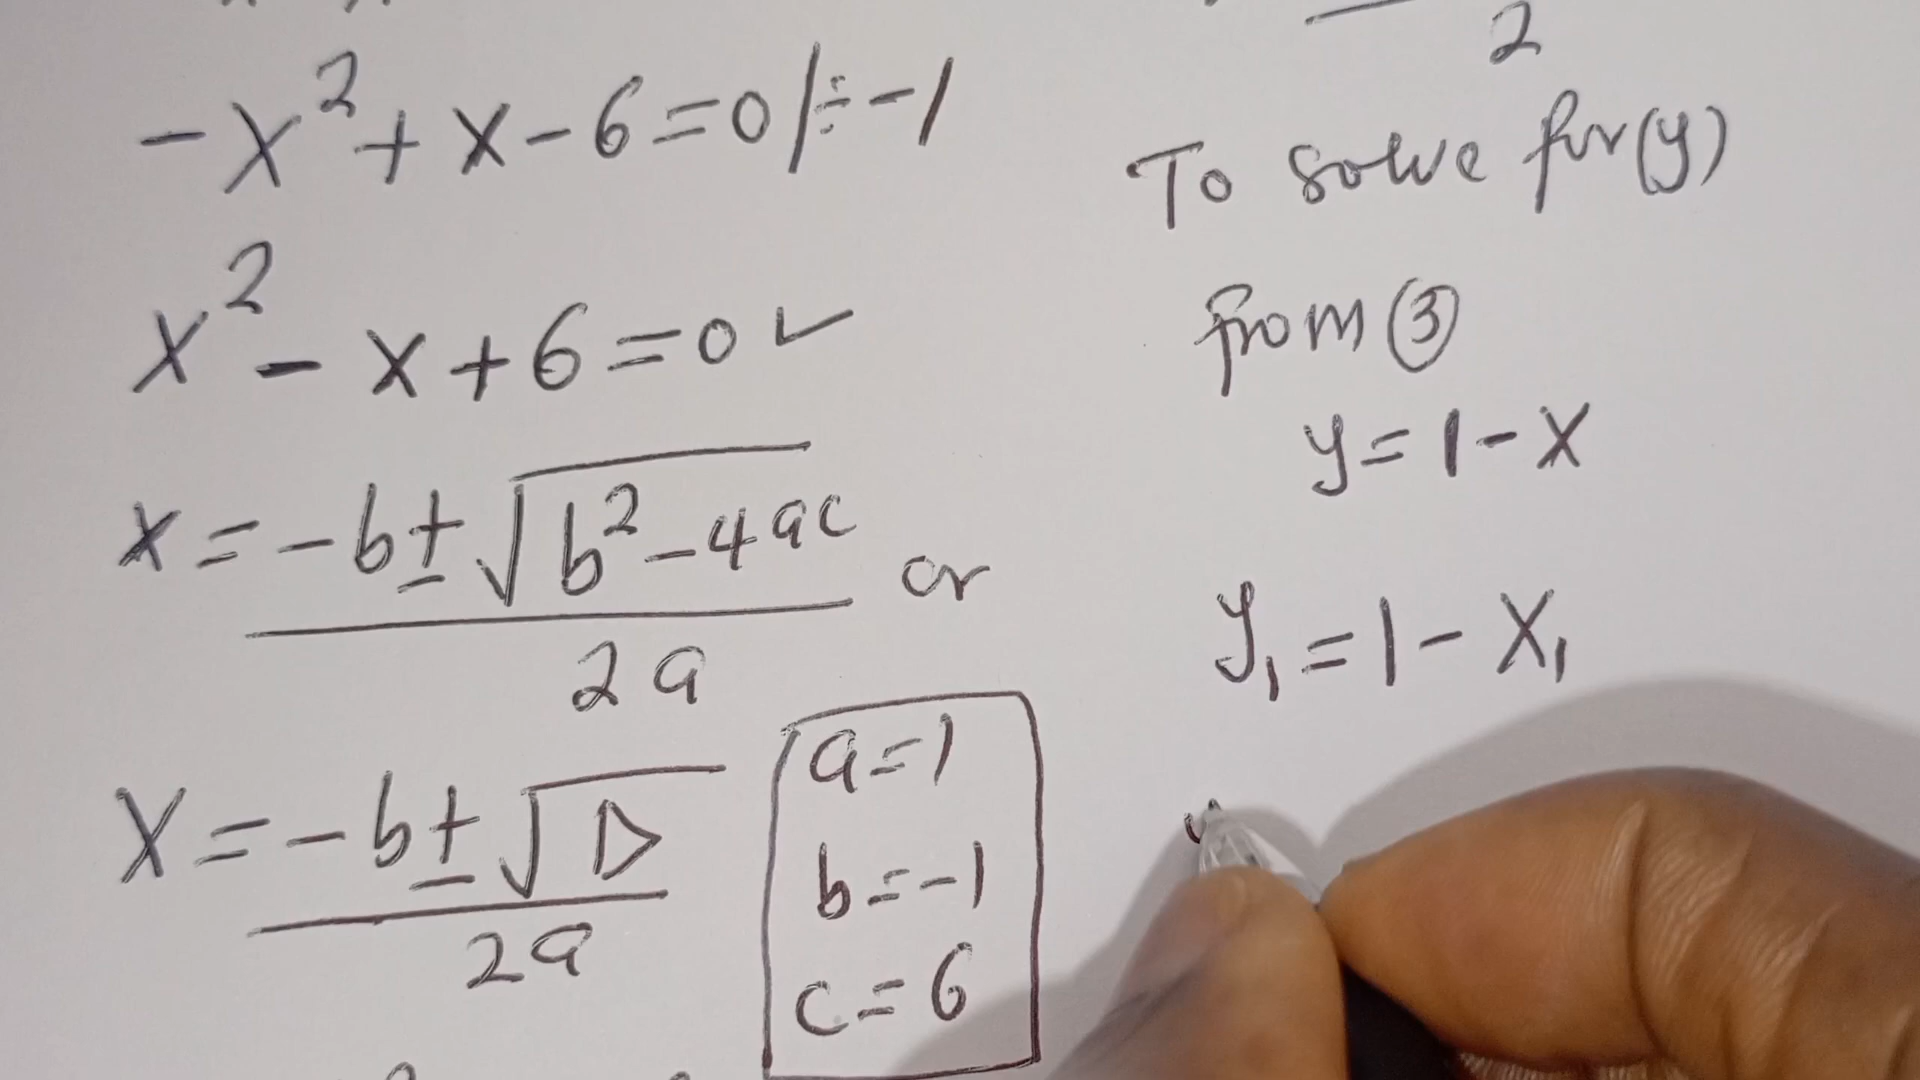 -x²+x-6=0/÷-1
x²-x+6=0✓
x=-b±√b²-4ac or
2a
x=-b±√D
2a
a=1
b=-1
c=6
2
To solve for(y)
from ③
y=1-x
y₁=1-x₁